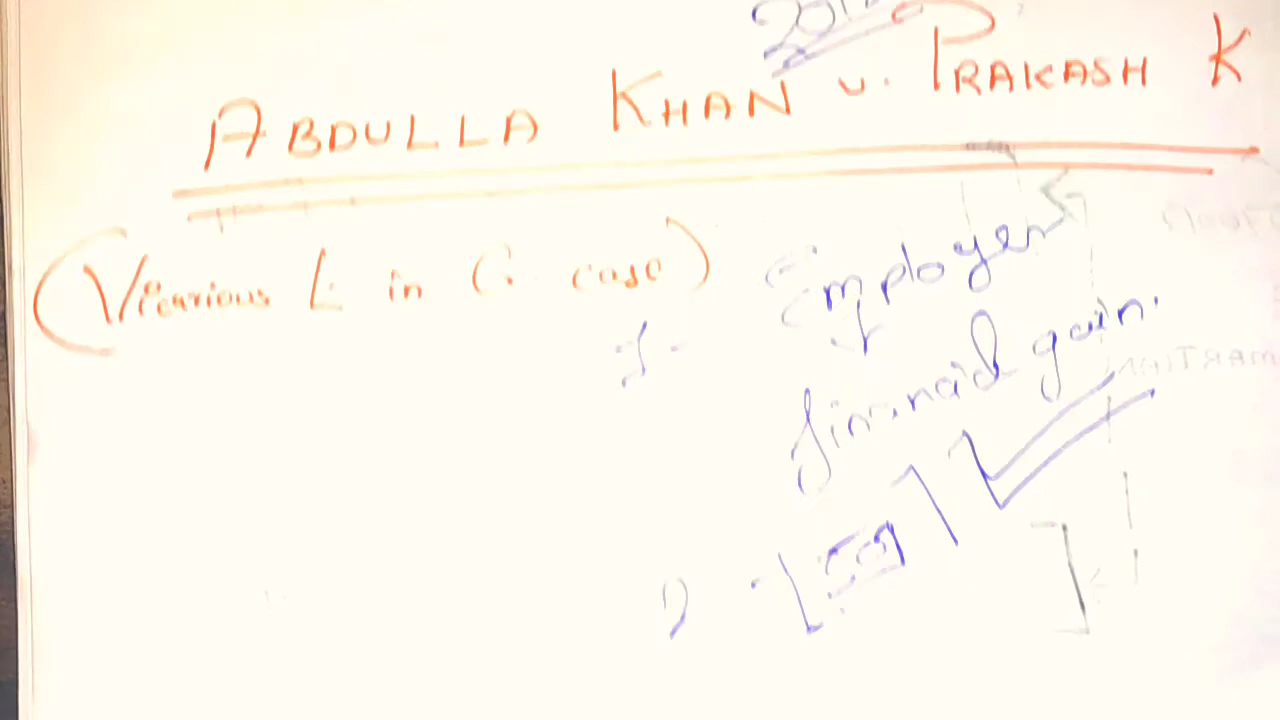 ABDULLA KHAN v. PRAKASH K
(Vicarious L. in C. case)
Employer
financial gain.